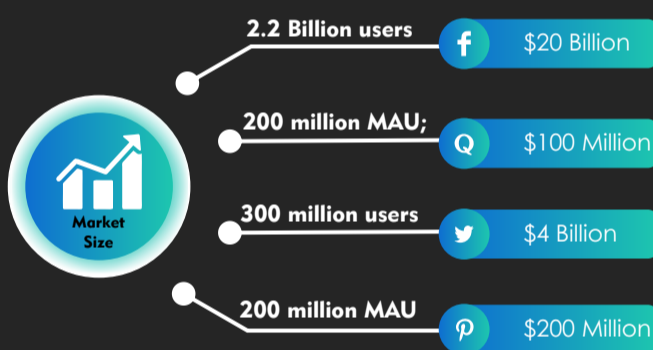 2.2 Billion users
$20 Billion
200 million MAU;
$100 Million
Market
Size
300 million users
$4 Billion
200 million MAU
$200 Million